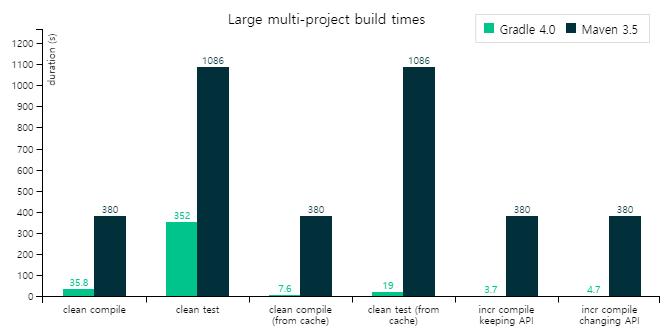 Large multi-project build times
Gradle 4.0
Maven 3.5
duration (s)
1200
1100
1000
900
800
700
600
500
400
300
200
100
0
35.8
380
352
1086
7.6
380
19
1086
3.7
380
4.7
380
clean compile
clean test
clean compile
(from cache)
clean test (from
cache)
incr compile
keeping API
incr compile
changing API